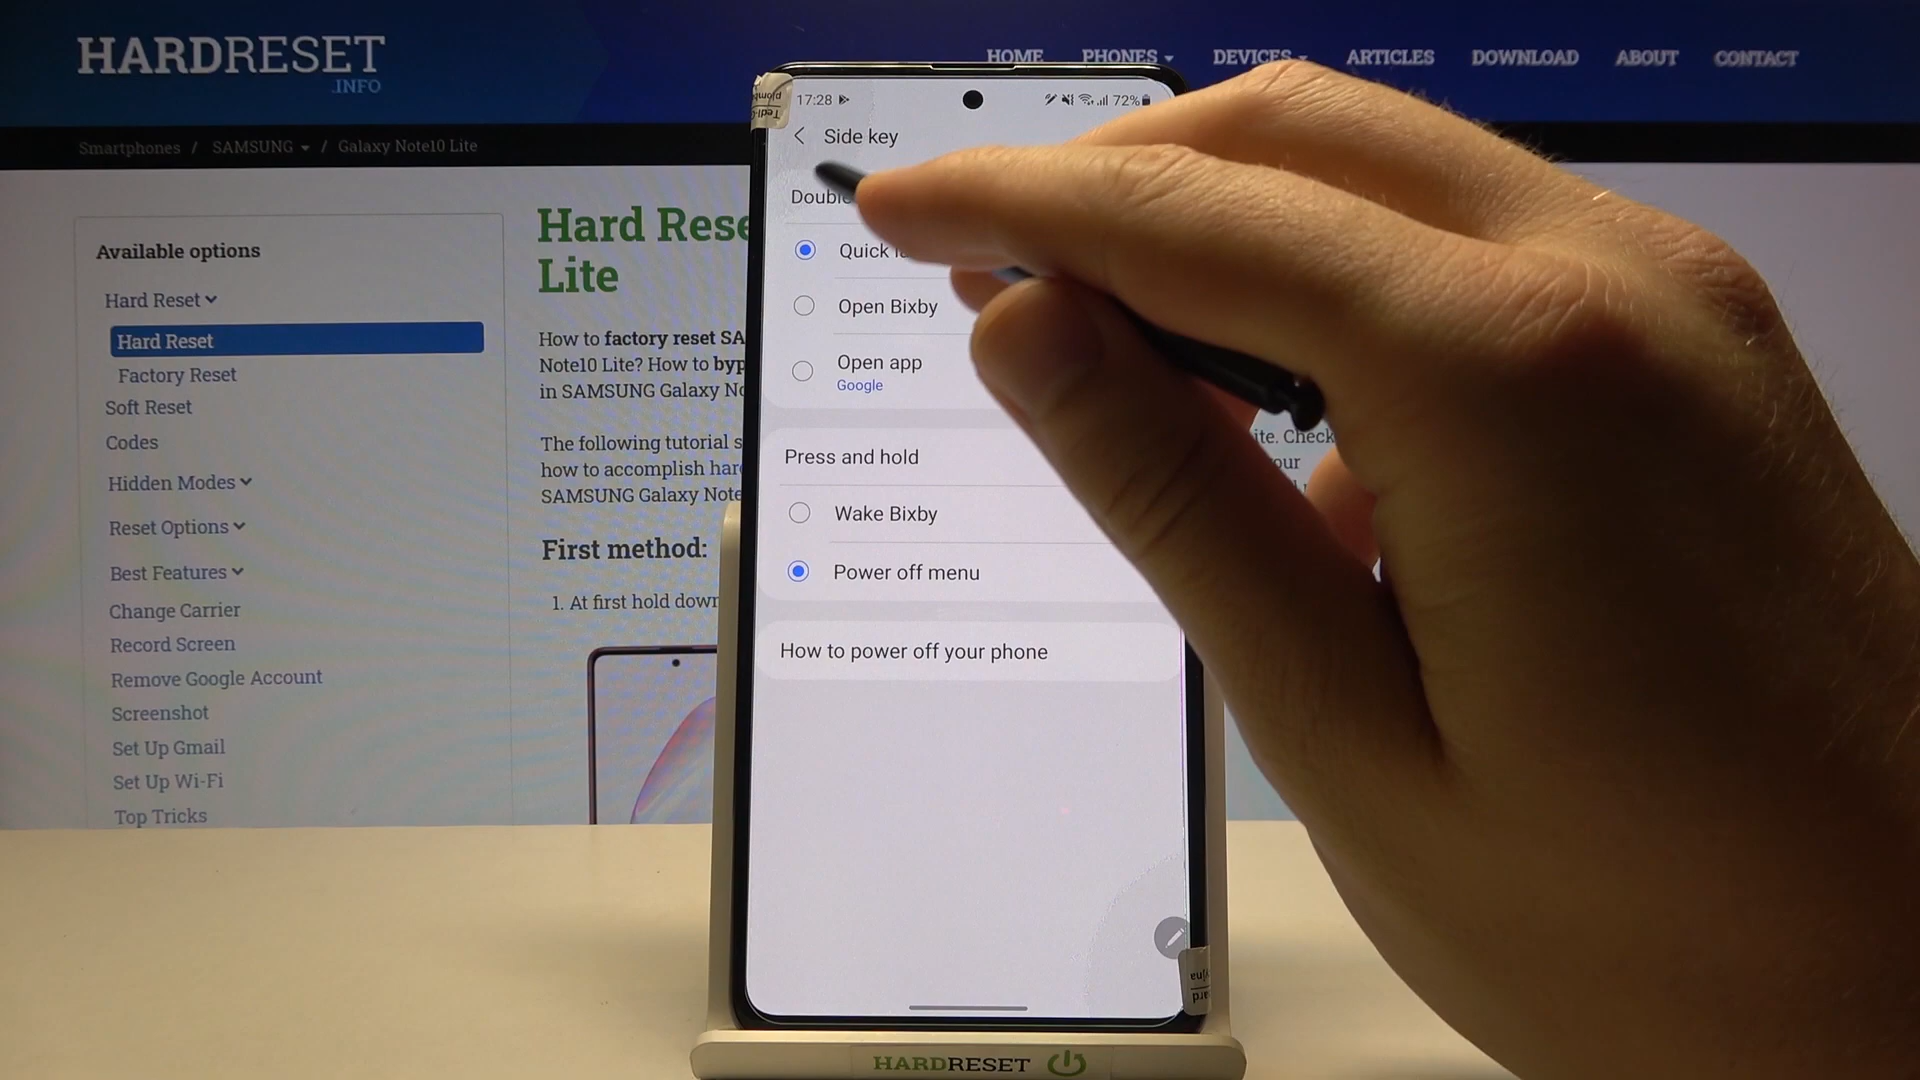 HARDRESET
.INFO
HOME PHONES DEVICES ARTICLES DOWNLOAD ABOUT CONTACT
Smartphones / SAMSUNG / Galaxy Note10 Lite
Available options
Hard Reset
Hard Reset
Factory Reset
Soft Reset
Codes
Hidden Modes
Reset Options
Best Features
Change Carrier
Record Screen
Remove Google Account
Screenshot
Set Up Gmail
Set Up Wi-Fi
Top Tricks
Hard Rese
Lite
How to factory reset SA
Note10 Lite? How to byp
in SAMSUNG Galaxy No
The following tutorial s
how to accomplish hard
SAMSUNG Galaxy Note
First method:
1. At first hold down
ite. Check
our
17:28 72%
Side key
Double
Quick
Open Bixby
Open app
Google
Press and hold
Wake Bixby
Power off menu
How to power off your phone
HARDRESET